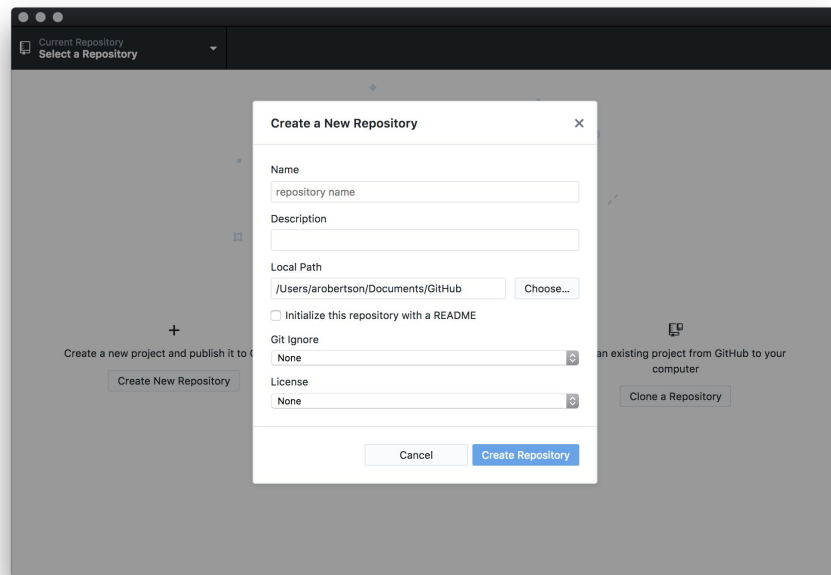 Current Repository
Select a Repository
Create a New Repository
Name
repository name
Description
Local Path
/Users/arobertson/Documents/GitHub
Choose...
Initialize this repository with a README
Git Ignore
None
License
None
Cancel
Create Repository
Create a new project and publish it to
Create New Repository
an existing project from GitHub to your
computer
Clone a Repository